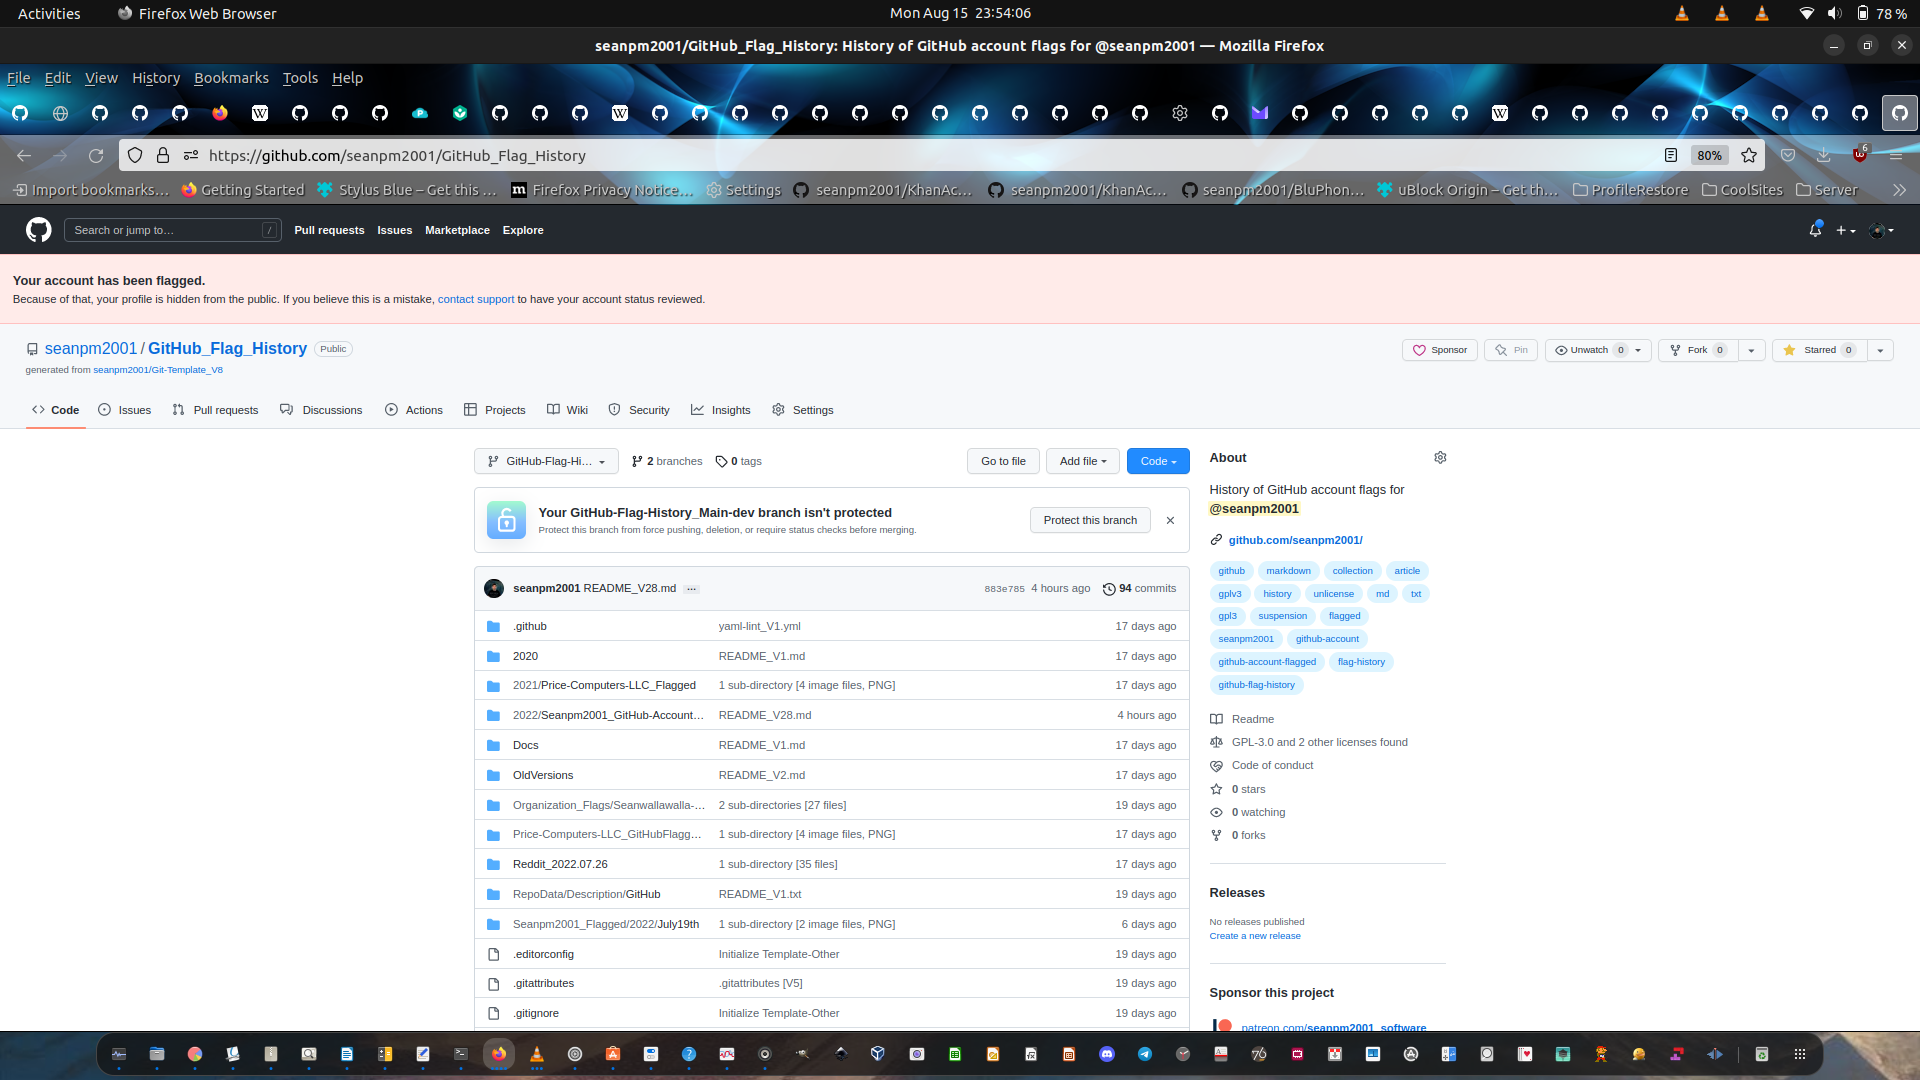 Activities
Firefox Web Browser
Mon Aug 15 23:54:06
78 %
seanpm2001/GitHub_Flag_History: History of GitHub account flags for @seanpm2001 — Mozilla Firefox
File Edit View History Bookmarks Tools Help
https://github.com/seanpm2001/GitHub_Flag_History
80%
6
Import bookmarks…
Getting Started
Stylus Blue – Get this …
Firefox Privacy Notice…
Settings
seanpm2001/KhanAc…
seanpm2001/KhanAc…
seanpm2001/BluPhon…
uBlock Origin – Get th…
ProfileRestore
CoolSites
Server
Search or jump to…
/
Pull requests
Issues
Marketplace
Explore
Your account has been flagged.
Because of that, your profile is hidden from the public. If you believe this is a mistake, contact support to have your account status reviewed.
seanpm2001 / GitHub_Flag_History
Public
Sponsor
Pin
Unwatch 0
Fork 0
Starred 0
generated from seanpm2001/Git-Template_V8
Code
Issues
Pull requests
Discussions
Actions
Projects
Wiki
Security
Insights
Settings
GitHub-Flag-Hi…
2 branches
0 tags
Go to file
Add file
Code
Your GitHub-Flag-History_Main-dev branch isn't protected
Protect this branch from force pushing, deletion, or require status checks before merging.
Protect this branch
seanpm2001 README_V28.md …
883e785 4 hours ago
94 commits
.github yaml-lint_V1.yml 17 days ago
2020 README_V1.md 17 days ago
2021/Price-Computers-LLC_Flagged 1 sub-directory [4 image files, PNG] 17 days ago
2022/Seanpm2001_GitHub-Account… README_V28.md 4 hours ago
Docs README_V1.md 17 days ago
OldVersions README_V2.md 17 days ago
Organization_Flags/Seanwallawalla-… 2 sub-directories [27 files] 19 days ago
Price-Computers-LLC_GitHubFlagg… 1 sub-directory [4 image files, PNG] 17 days ago
Reddit_2022.07.26 1 sub-directory [35 files] 17 days ago
RepoData/Description/GitHub README_V1.txt 19 days ago
Seanpm2001_Flagged/2022/July19th 1 sub-directory [2 image files, PNG] 6 days ago
.editorconfig Initialize Template-Other 19 days ago
.gitattributes .gitattributes [V5] 19 days ago
.gitignore Initialize Template-Other 19 days ago
About
History of GitHub account flags for
@seanpm2001
github.com/seanpm2001/
github markdown collection article
gplv3 history unlicense md txt
gpl3 suspension flagged
seanpm2001 github-account
github-account-flagged flag-history
github-flag-history
Readme
GPL-3.0 and 2 other licenses found
Code of conduct
0 stars
0 watching
0 forks
Releases
No releases published
Create a new release
Sponsor this project
patreon.com/seanpm2001_software